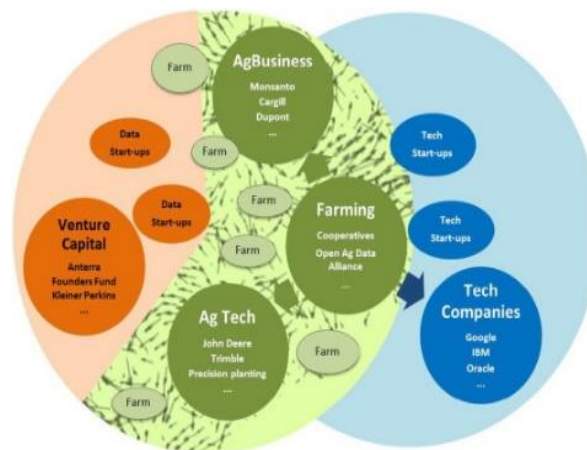 Farm
AgBusiness
Monsanto
Cargill
Dupont
...
Data
Start-ups
Farm
Tech
Start-ups
Data
Start-ups
Farm
Farming
Cooperatives
Open Ag Data
Alliance
...
Tech
Start-ups
Venture
Capital
Anterra
Founders Fund
Kleiner Perkins
...
Farm
Ag Tech
John Deere
Trimble
Precision planting
...
Farm
Tech
Companies
Google
IBM
Oracle
...
Farm